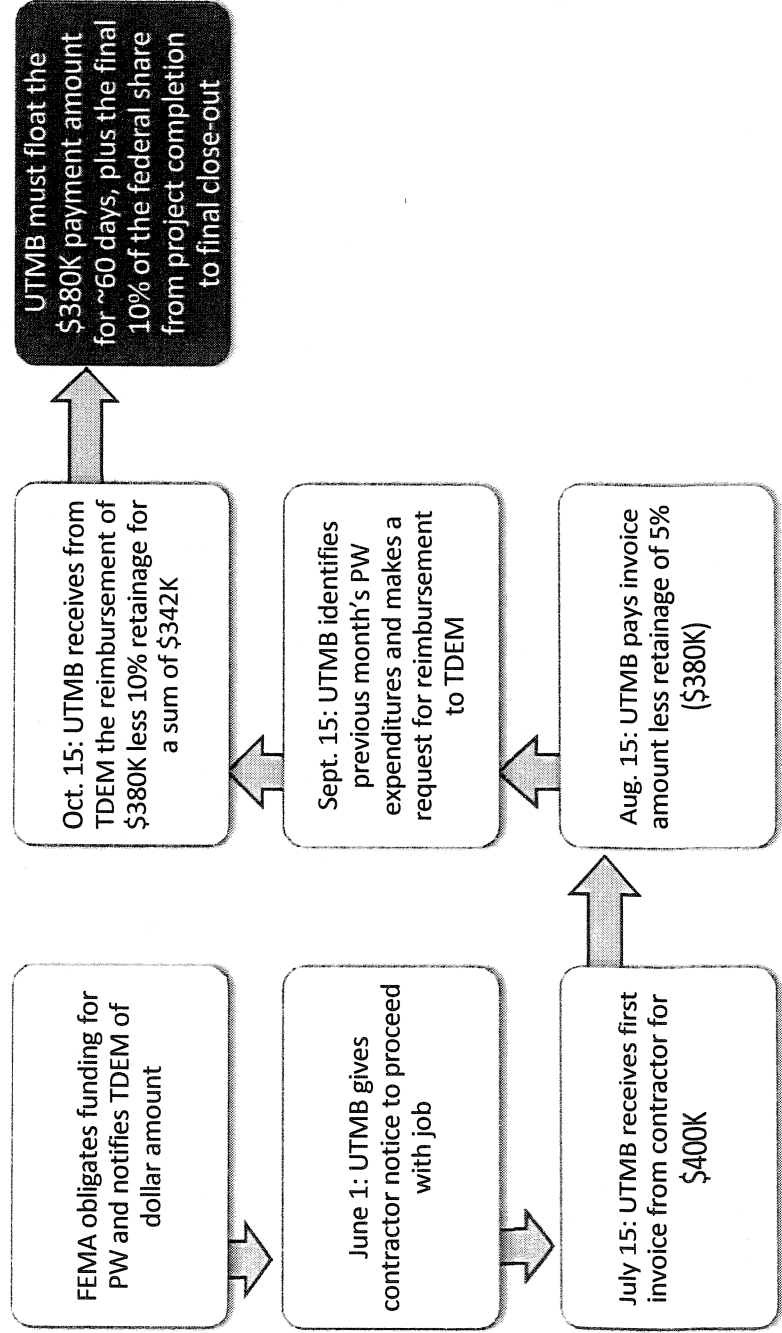 FEMA obligates funding for
PW and notifies TDEM of
dollar amount
June 1: UTMB gives
contractor notice to proceed
with job
July 15: UTMB receives first
invoice from contractor for
$400K
Aug. 15: UTMB pays invoice
amount less retainage of 5%
($380K)
Sept. 15: UTMB identifies
previous month's PW
expenditures and makes a
request for reimbursement
to TDEM
Oct. 15: UTMB receives from
TDEM the reimbursement of
$380K less 10% retainage for
a sum of $342K
UTMB must float the
$380K payment amount
for ~60 days, plus the final
10% of the federal share
from project completion
to final close-out